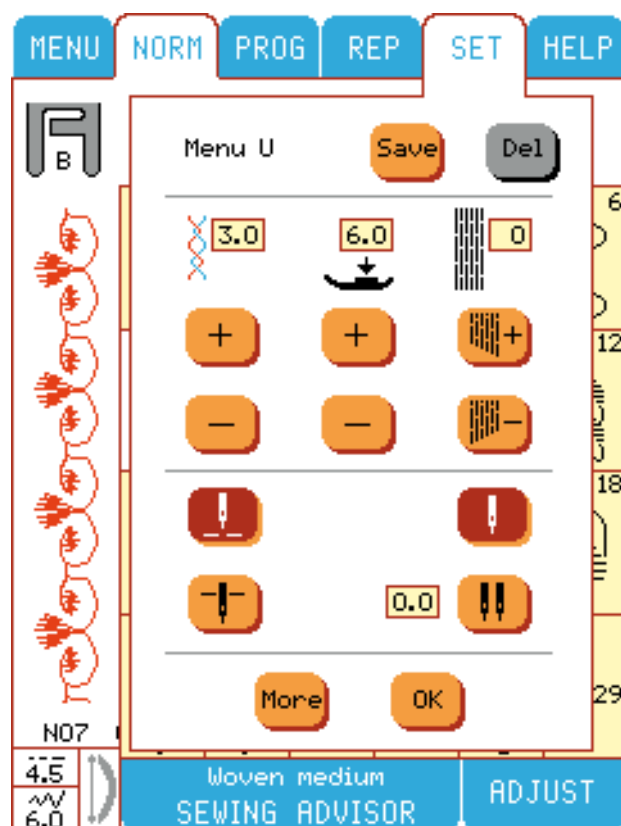 MENU NORM PROG REP SET HELP
B
Menu U Save Del
6
3.0 6.0 0
+ + +
12
- - -
18
0.0
More OK
29
N07
4.5
6.0
Woven medium
SEWING ADVISOR
ADJUST